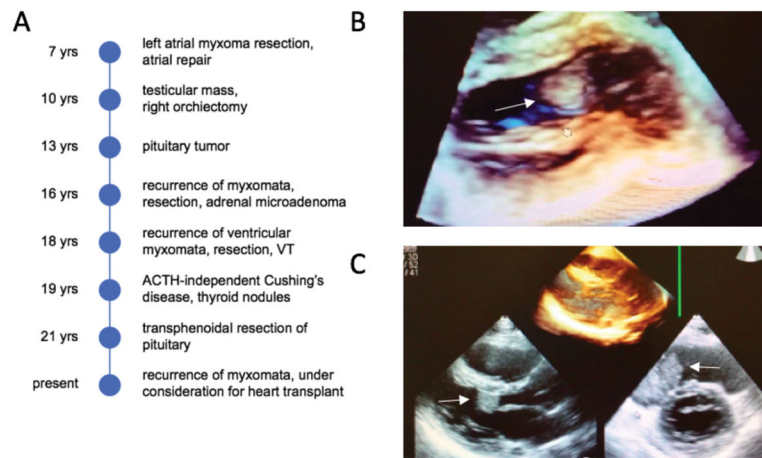 A
7 yrs
left atrial myxoma resection,
atrial repair
10 yrs
testicular mass,
right orchiectomy
13 yrs
pituitary tumor
16 yrs
recurrence of myxomata,
resection, adrenal microadenoma
18 yrs
recurrence of ventricular
myxomata, resection, VT
19 yrs
ACTH-independent Cushing's
disease, thyroid nodules
21 yrs
transphenoidal resection of
pituitary
present
recurrence of myxomata, under
consideration for heart transplant
B
C
/ 3D
/ 52
/ 41